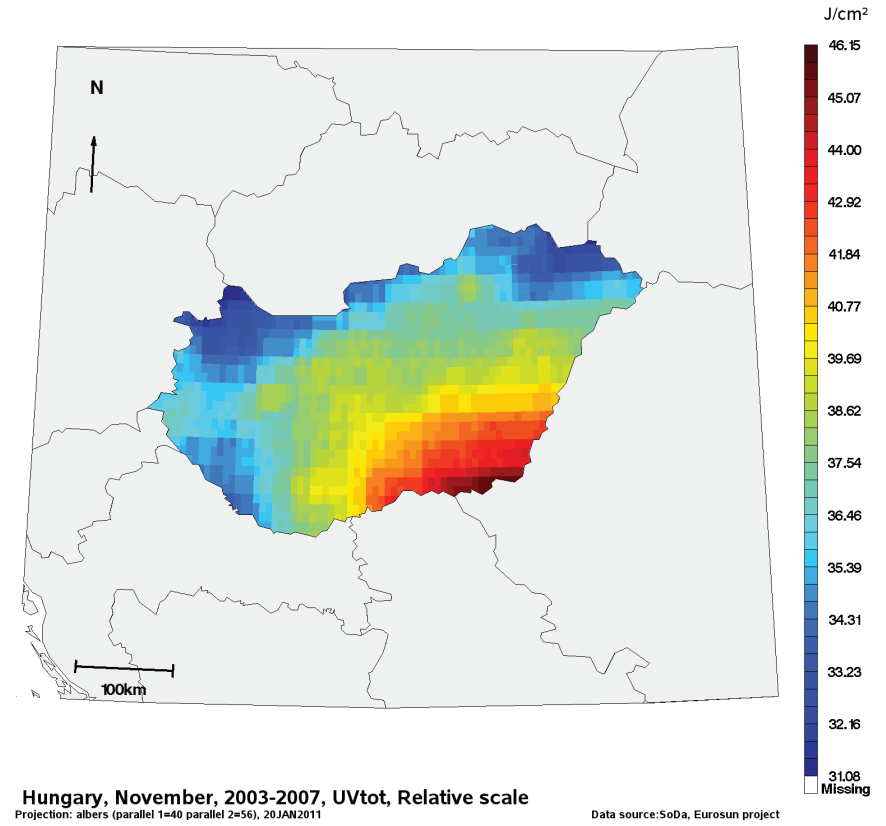 J/cm²
46.15
N
45.07
44.00
42.92
41.84
40.77
39.69
38.62
37.54
36.46
35.39
34.31
33.23
100km
32.16
31.08
Missing
Hungary, November, 2003-2007, UVtot, Relative scale
Projection: albers (parallel 1=40 parallel 2=56), 20JAN2011
Data source:SoDa, Eurosun project